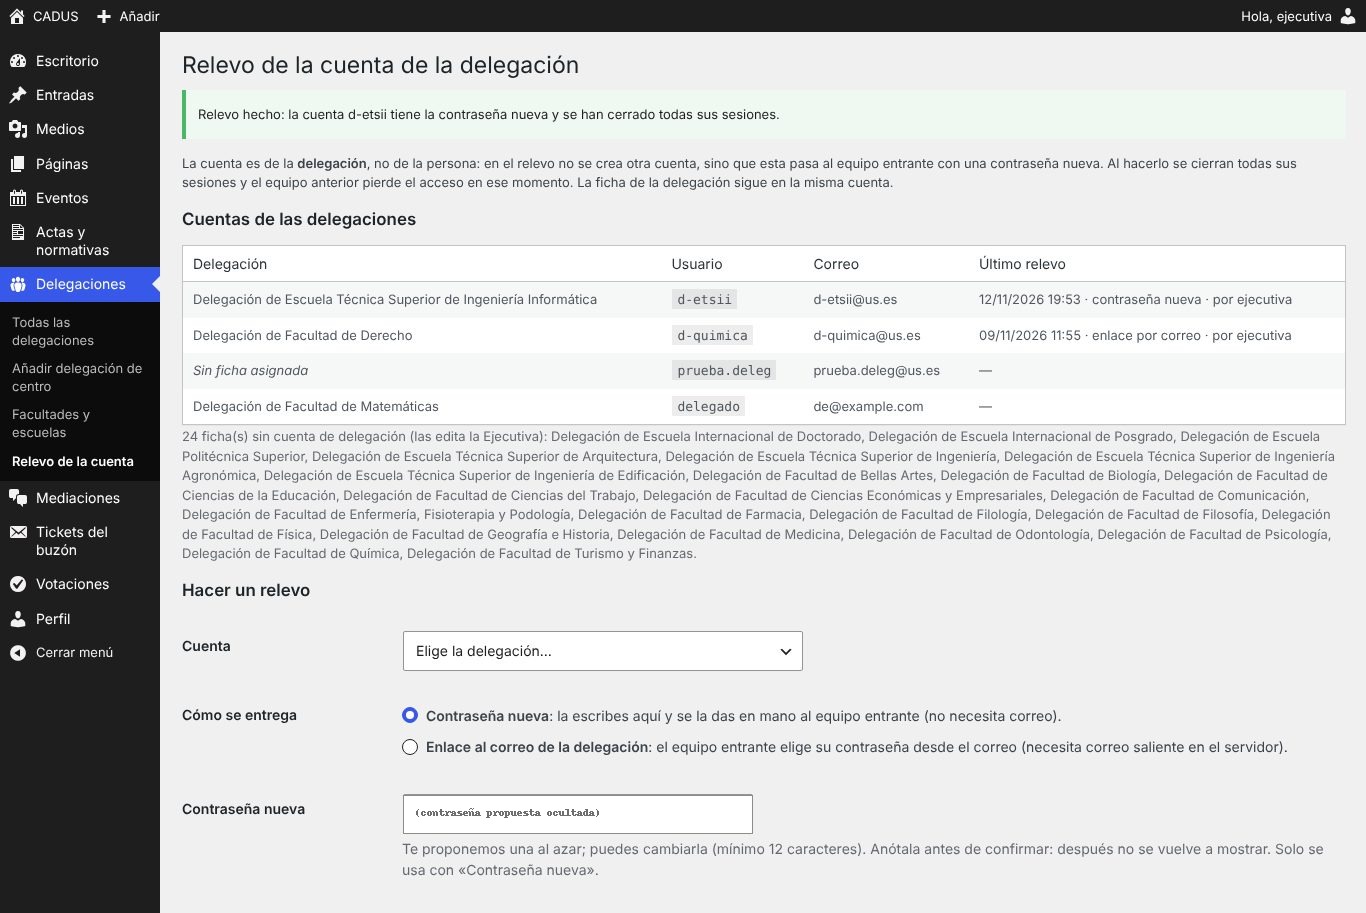 CADUS
Añadir
Hola, ejecutiva
Escritorio
Entradas
Medios
Páginas
Eventos
Actas y
normativas
Delegaciones
Todas las
delegaciones
Añadir delegación de
centro
Facultades y
escuelas
Relevo de la cuenta
Mediaciones
Tickets del
buzón
Votaciones
Perfil
Cerrar menú
Relevo de la cuenta de la delegación
Relevo hecho: la cuenta d-etsii tiene la contraseña nueva y se han cerrado todas sus sesiones.
La cuenta es de la delegación, no de la persona: en el relevo no se crea otra cuenta, sino que esta pasa al equipo entrante con una contraseña nueva. Al hacerlo se cierran todas sus
sesiones y el equipo anterior pierde el acceso en ese momento. La ficha de la delegación sigue en la misma cuenta.
Cuentas de las delegaciones
Delegación Usuario Correo Último relevo
Delegación de Escuela Técnica Superior de Ingeniería Informática d-etsii d-etsii@us.es 12/11/2026 19:53 · contraseña nueva · por ejecutiva
Delegación de Facultad de Derecho d-quimica d-quimica@us.es 09/11/2026 11:55 · enlace por correo · por ejecutiva
Sin ficha asignada prueba.deleg prueba.deleg@us.es —
Delegación de Facultad de Matemáticas delegado de@example.com —
24 ficha(s) sin cuenta de delegación (las edita la Ejecutiva): Delegación de Escuela Internacional de Doctorado, Delegación de Escuela Internacional de Posgrado, Delegación de Escuela
Politécnica Superior, Delegación de Escuela Técnica Superior de Arquitectura, Delegación de Escuela Técnica Superior de Ingeniería, Delegación de Escuela Técnica Superior de Ingeniería
Agronómica, Delegación de Escuela Técnica Superior de Ingeniería de Edificación, Delegación de Facultad de Bellas Artes, Delegación de Facultad de Biología, Delegación de Facultad de
Ciencias de la Educación, Delegación de Facultad de Ciencias del Trabajo, Delegación de Facultad de Ciencias Económicas y Empresariales, Delegación de Facultad de Comunicación,
Delegación de Facultad de Enfermería, Fisioterapia y Podología, Delegación de Facultad de Farmacia, Delegación de Facultad de Filología, Delegación de Facultad de Filosofía, Delegación
de Facultad de Física, Delegación de Facultad de Geografía e Historia, Delegación de Facultad de Medicina, Delegación de Facultad de Odontología, Delegación de Facultad de Psicología,
Delegación de Facultad de Química, Delegación de Facultad de Turismo y Finanzas.
Hacer un relevo
Cuenta
Elige la delegación...
Cómo se entrega
Contraseña nueva: la escribes aquí y se la das en mano al equipo entrante (no necesita correo).
Enlace al correo de la delegación: el equipo entrante elige su contraseña desde el correo (necesita correo saliente en el servidor).
Contraseña nueva
(contraseña propuesta ocultada)
Te proponemos una al azar; puedes cambiarla (mínimo 12 caracteres). Anótala antes de confirmar: después no se vuelve a mostrar. Solo se
usa con «Contraseña nueva».